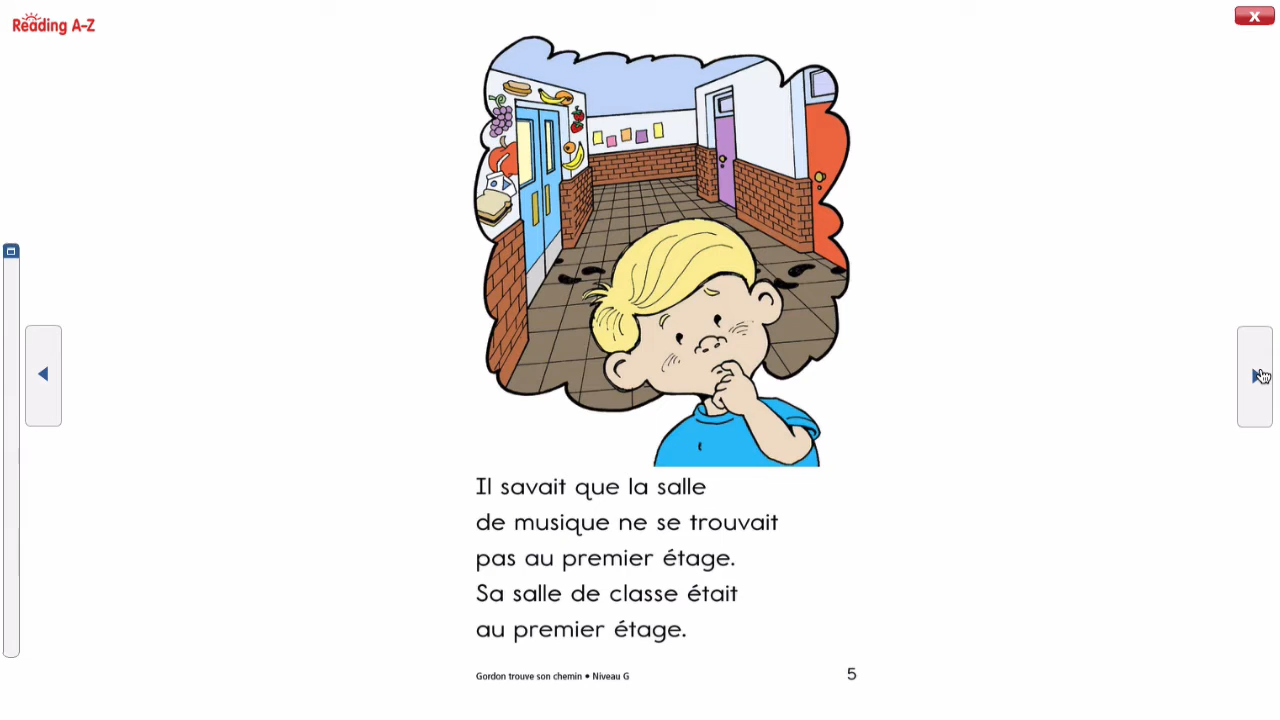 Reading A-Z
X
Il savait que la salle
de musique ne se trouvait
pas au premier étage.
Sa salle de classe était
au premier étage.
Gordon trouve son chemin • Niveau G
5